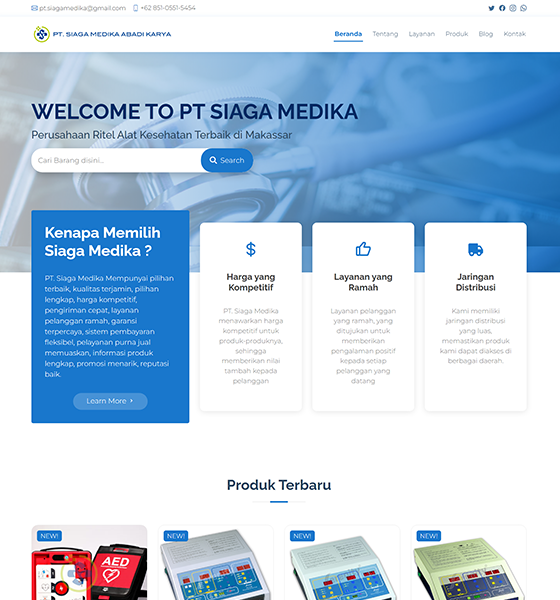 pt.siagamedika@gmail.com +62 851-0551-5454
PT. SIAGA MEDIKA ABADI KARYA
Beranda Tentang Layanan Produk Blog Kontak
WELCOME TO PT SIAGA MEDIKA
Perusahaan Ritel Alat Kesehatan Terbaik di Makassar
Cari Barang disini... Search
Kenapa Memilih
Siaga Medika ?
PT. Siaga Medika Mempunyai pilihan
terbaik, kualitas terjamin, pilihan
lengkap, harga kompetitif,
pengiriman cepat, layanan
pelanggan ramah, garansi
terpercaya, sistem pembayaran
fleksibel, pelayanan purna jual
memuaskan, informasi produk
lengkap, promosi menarik, reputasi
baik.
Learn More
Harga yang
Kompetitif
PT. Siaga Medika
menawarkan harga
kompetitif untuk
produk-produknya,
sehingga
memberikan nilai
tambah kepada
pelanggan
Layanan yang
Ramah
Layanan pelanggan
yang ramah, yang
ditujukan untuk
memberikan
pengalaman positif
kepada setiap
pelanggan yang
datang
Jaringan
Distribusi
Kami memiliki
jaringan distribusi
yang luas,
memastikan produk
kami dapat diakses di
berbagai daerah.
Produk Terbaru
NEW!
AED
NEW!
NEW!
NEW!